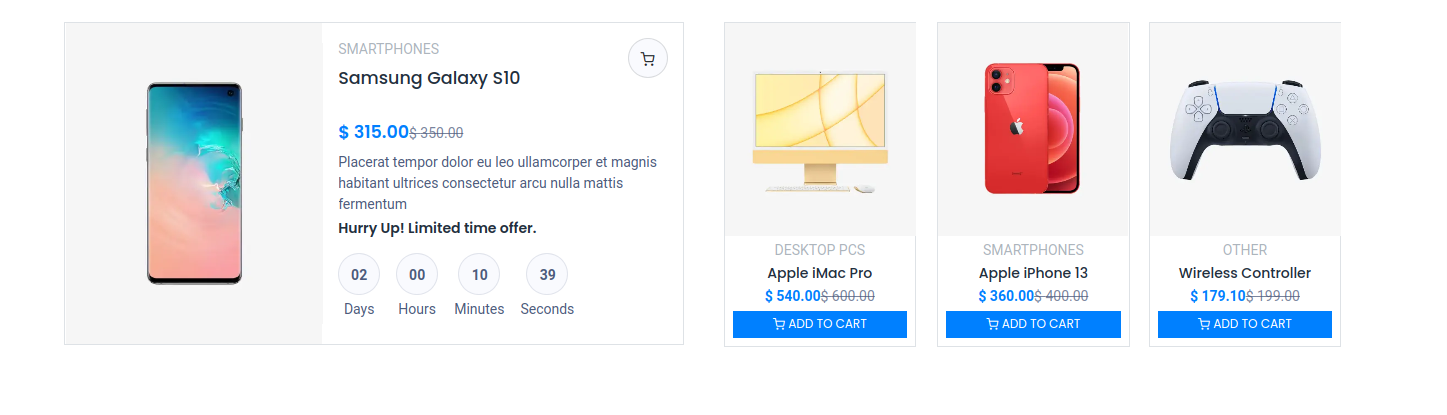 SMARTPHONES
Samsung Galaxy S10
$ 315.00$ 350.00
Placerat tempor dolor eu leo ullamcorper et magnis
habitant ultrices consectetur arcu nulla mattis
fermentum
Hurry Up! Limited time offer.
02 00 10 39
Days Hours Minutes Seconds
DESKTOP PCS
Apple iMac Pro
$ 540.00$ 600.00
ADD TO CART
SMARTPHONES
Apple iPhone 13
$ 360.00$ 400.00
ADD TO CART
OTHER
Wireless Controller
$ 179.10$ 199.00
ADD TO CART